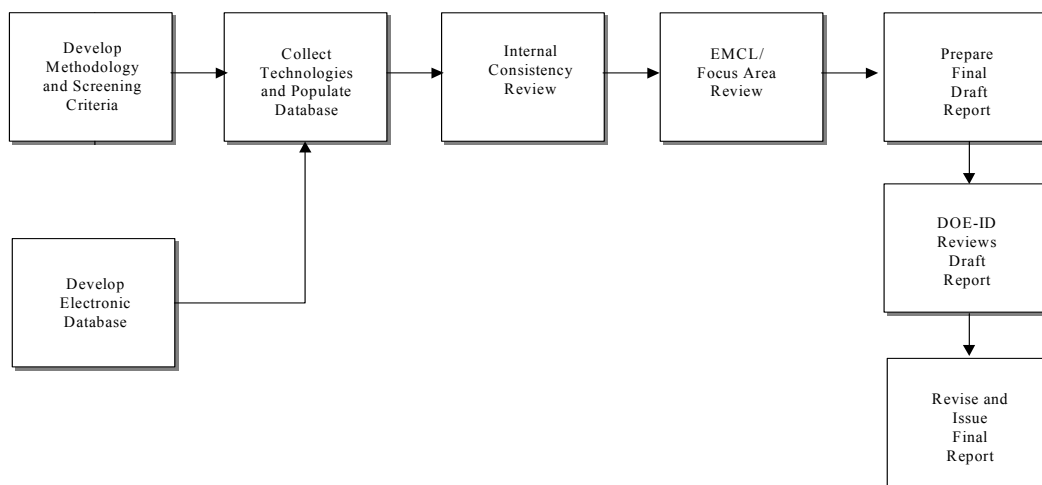 Develop
Methodology
and Screening
Criteria
Collect
Technologies
and Populate
Database
Internal
Consistency
Review
EMCL/
Focus Area
Review
Prepare
Final
Draft
Report
DOE-ID
Reviews
Draft
Report
Develop
Electronic
Database
Revise and
Issue
Final
Report